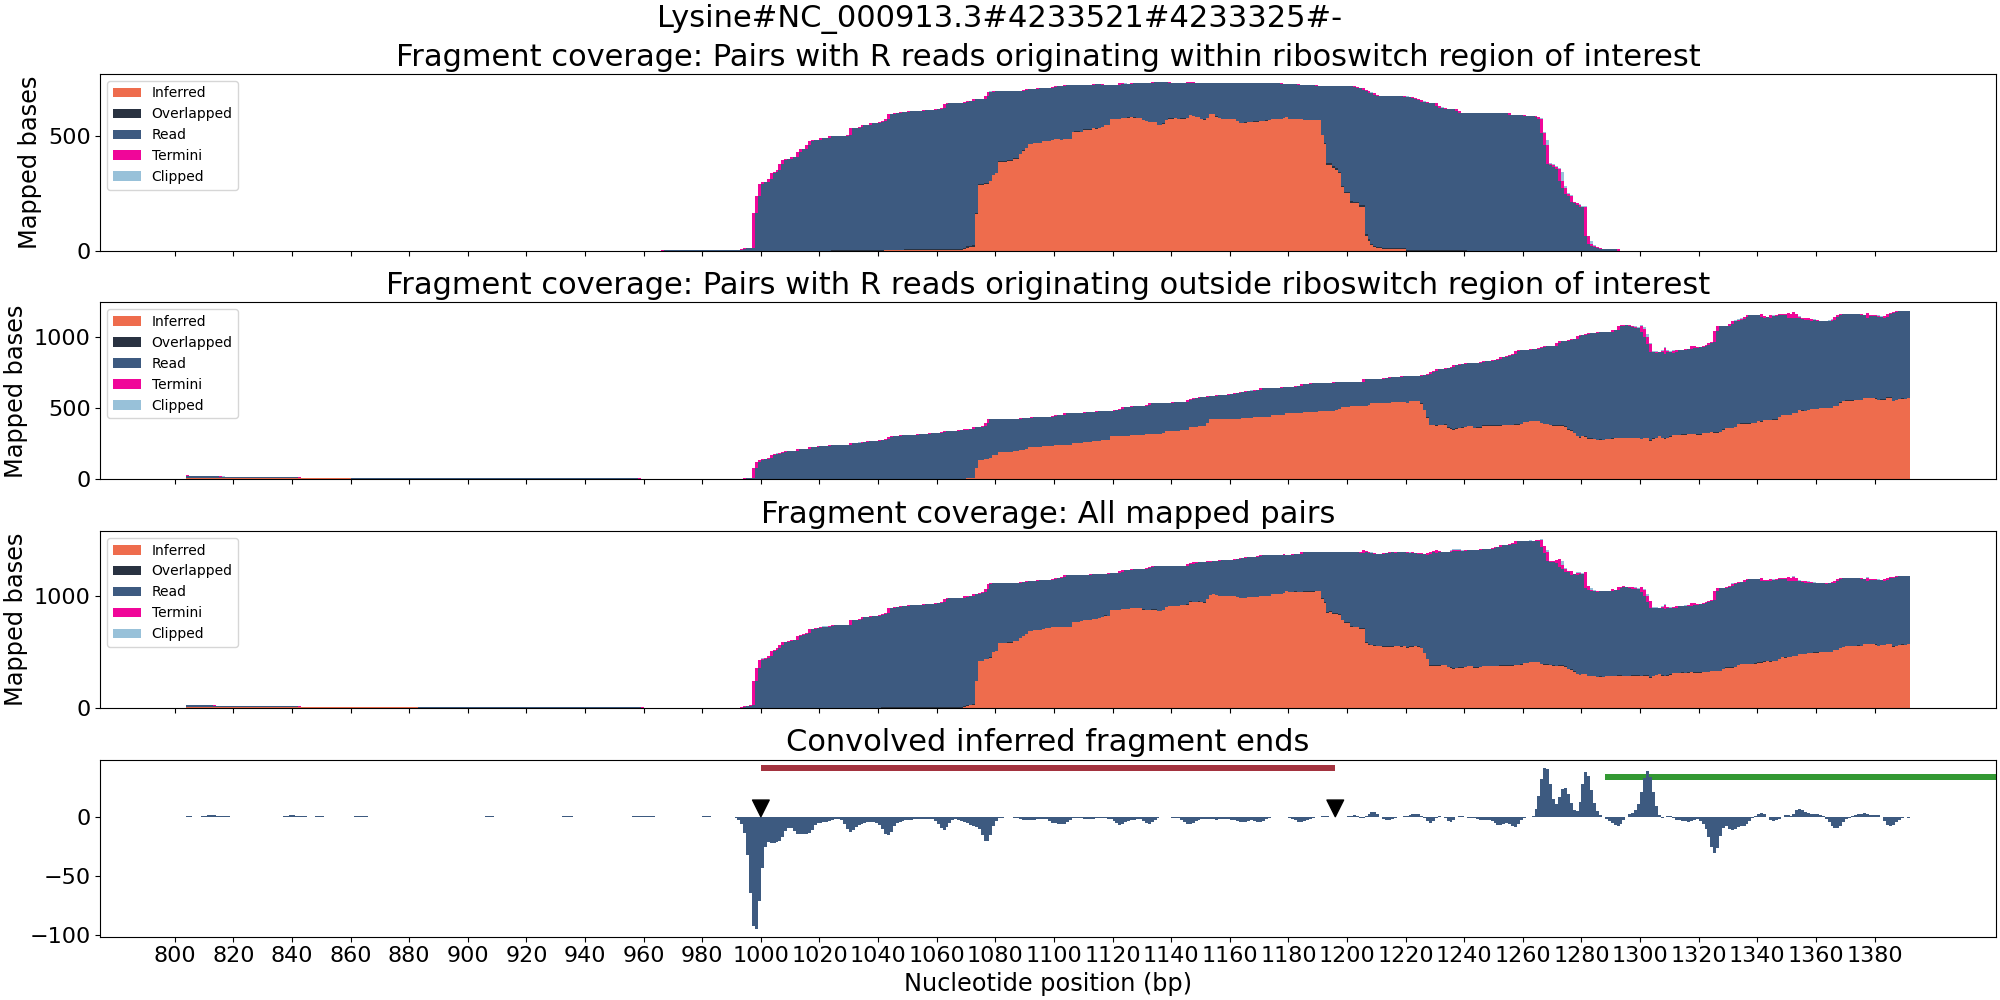 Lysine#NC_000913.3#4233521#4233325#-
Fragment coverage: Pairs with R reads originating within riboswitch region of interest
Mapped bases
500
0
Inferred
Overlapped
Read
Termini
Clipped
Fragment coverage: Pairs with R reads originating outside riboswitch region of interest
Mapped bases
1000
500
0
Inferred
Overlapped
Read
Termini
Clipped
Fragment coverage: All mapped pairs
Mapped bases
1000
0
Inferred
Overlapped
Read
Termini
Clipped
Convolved inferred fragment ends
0
−50
−100
800 820 840 860 880 900 920 940 960 980 1000 1020 1040 1060 1080 1100 1120 1140 1160 1180 1200 1220 1240 1260 1280 1300 1320 1340 1360 1380
Nucleotide position (bp)